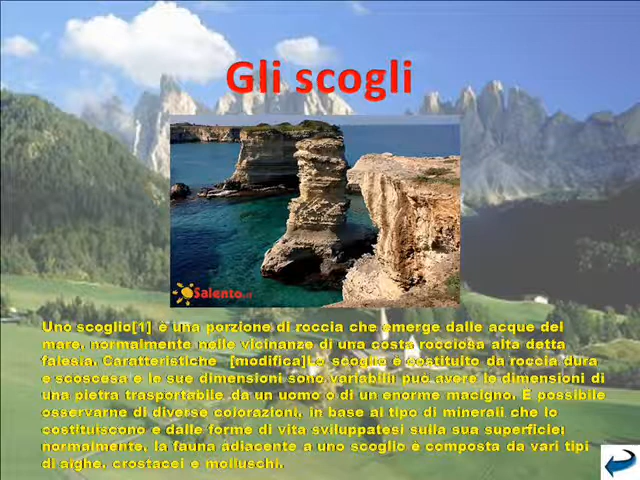 Gli scogli
Salento.it
Uno scoglio[1] è una porzione di roccia che emerge dalle acque del
mare, normalmente nelle vicinanze di una costa rocciosa alta detta
falesia. Caratteristiche [modifica]Lo scoglio è costituito da roccia dura
e scoscesa e le sue dimensioni sono variabili: può avere le dimensioni di
una pietra trasportabile da un uomo o di un enorme macigno. È possibile
osservarne di diverse colorazioni, in base al tipo di minerali che lo
costituiscono e dalle forme di vita sviluppatesi sulla sua superficie;
normalmente, la fauna adiacente a uno scoglio è composta da vari tipi
di alghe, crostacei e molluschi.